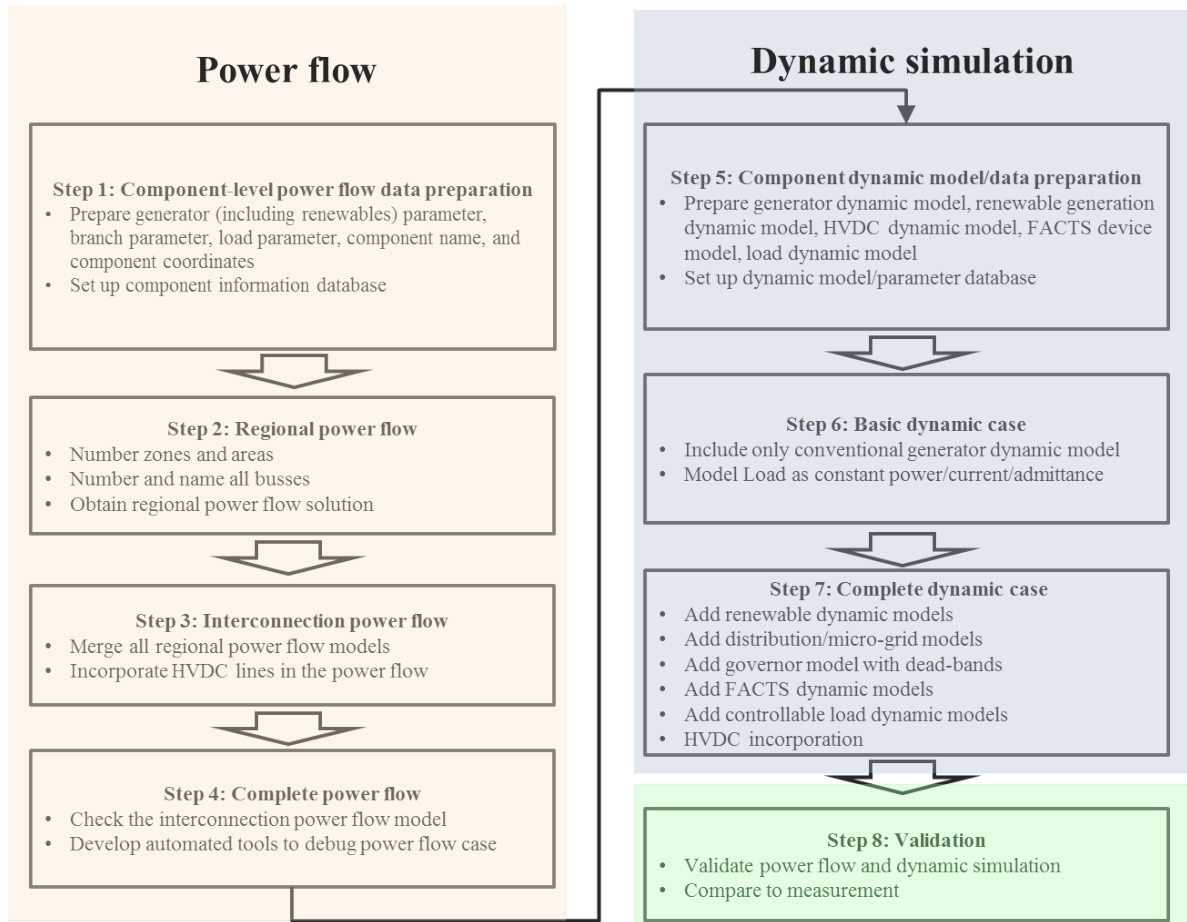 Power flow
Step 1: Component-level power flow data preparation
• Prepare generator (including renewables) parameter,
branch parameter, load parameter, component name, and
component coordinates
• Set up component information database
Step 2: Regional power flow
• Number zones and areas
• Number and name all busses
• Obtain regional power flow solution
Step 3: Interconnection power flow
• Merge all regional power flow models
• Incorporate HVDC lines in the power flow
Step 4: Complete power flow
• Check the interconnection power flow model
• Develop automated tools to debug power flow case
Dynamic simulation
Step 5: Component dynamic model/data preparation
• Prepare generator dynamic model, renewable generation
dynamic model, HVDC dynamic model, FACTS device
model, load dynamic model
• Set up dynamic model/parameter database
Step 6: Basic dynamic case
• Include only conventional generator dynamic model
• Model Load as constant power/current/admittance
Step 7: Complete dynamic case
• Add renewable dynamic models
• Add distribution/micro-grid models
• Add governor model with dead-bands
• Add FACTS dynamic models
• Add controllable load dynamic models
• HVDC incorporation
Step 8: Validation
• Validate power flow and dynamic simulation
• Compare to measurement